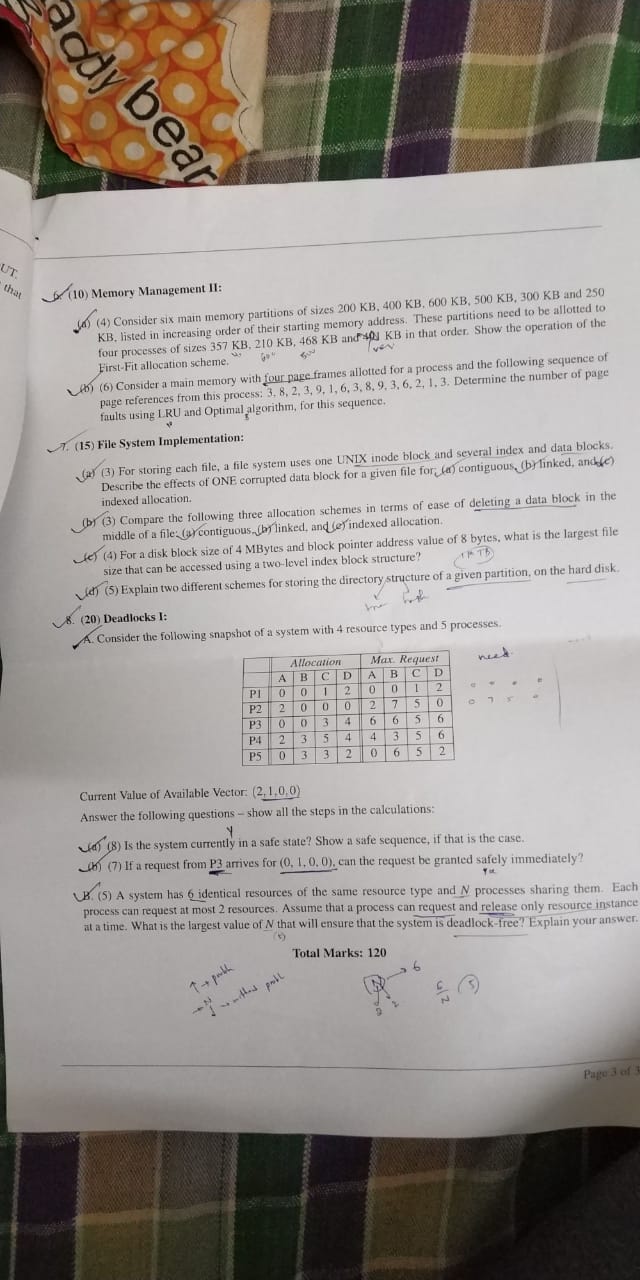 addy bear
UT.
that
6. (10) Memory Management II:
(a) (4) Consider six main memory partitions of sizes 200 KB, 400 KB, 600 KB, 500 KB, 300 KB and 250
KB, listed in increasing order of their starting memory address. These partitions need to be allotted to
four processes of sizes 357 KB, 210 KB, 468 KB and KB in that order. Show the operation of the
First-Fit allocation scheme.
(b) (6) Consider a main memory with four page frames allotted for a process and the following sequence of
page references from this process: 3, 8, 2, 3, 9, 1, 6, 3, 8, 9, 3, 6, 2, 1, 3. Determine the number of page
faults using LRU and Optimal algorithm, for this sequence.
7. (15) File System Implementation:
(a) (3) For storing each file, a file system uses one UNIX inode block and several index and data blocks.
Describe the effects of ONE corrupted data block for a given file for: (a) contiguous, (b) linked, and (c)
indexed allocation.
(b) (3) Compare the following three allocation schemes in terms of ease of deleting a data block in the
middle of a file: (a) contiguous, (b) linked, and (c) indexed allocation.
(c) (4) For a disk block size of 4 MBytes and block pointer address value of 8 bytes, what is the largest file
size that can be accessed using a two-level index block structure?
(d) (5) Explain two different schemes for storing the directory structure of a given partition, on the hard disk.
8. (20) Deadlocks I:
A. Consider the following snapshot of a system with 4 resource types and 5 processes.
Allocation Max. Request need
A B C D A B C D
P1 0 0 1 2 0 0 1 2 0 0 0 0
P2 2 0 0 0 2 7 5 0 0 7 5 0
P3 0 0 3 4 6 6 5 6
P4 2 3 5 4 4 3 5 6
P5 0 3 3 2 0 6 5 2
Current Value of Available Vector: (2,1,0,0)
Answer the following questions – show all the steps in the calculations:
Y
(a) (8) Is the system currently in a safe state? Show a safe sequence, if that is the case.
(b) (7) If a request from P3 arrives for (0, 1, 0, 0), can the request be granted safely immediately?
B. (5) A system has 6 identical resources of the same resource type and N processes sharing them. Each
process can request at most 2 resources. Assume that a process can request and release only resource instance
at a time. What is the largest value of N that will ensure that the system is deadlock-free? Explain your answer.
(5)
Total Marks: 120
6
6/N (5)
Page 3 of 3